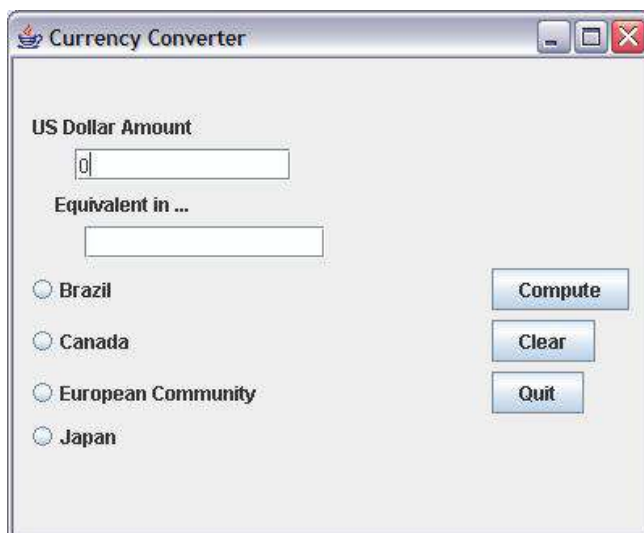 Currency Converter
US Dollar Amount
0
Equivalent in ...
Brazil
Compute
Canada
Clear
European Community
Quit
Japan